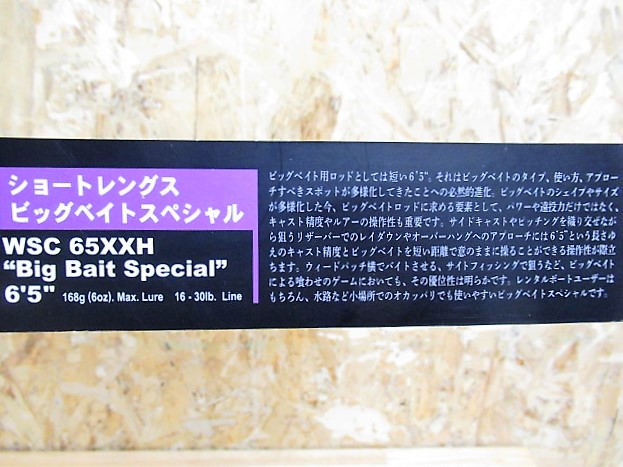 ショートレングス
ビッグベイトスペシャル
WSC 65XXH
“Big Bait Special”
6'5" 168g (6oz). Max. Lure 16 - 30lb. Line
ビッグベイト用ロッドとしては短い6'5"。それはビッグベイトのタイプ、使い方、アプロー
チすべきスポットが多様化してきたことへの必然的進化。ビッグベイトのシェイプやサイズ
が多様化した今、ビッグベイトロッドに求める要素として、パワーや遠投力だけではなく、
キャスト精度やルアーの操作性も重要です。サイドキャストやピッチングを織り交ぜなが
ら狙うリザーバーでのレイダウンやオーバーハングへのアプローチには6'5"という長さゆ
えのキャスト精度とビッグベイトを短い距離で意のままに操ることができる操作性が際立
ちます。ウィードパッチ横でバイトさせる、サイトフィッシングで狙うなど、ビッグベイト
による喰わせのゲームにおいても、その優位性は明らかです。レンタルボートユーザーは
もちろん、水路など小場所でのオカッパリでも使いやすいビッグベイトスペシャルです。